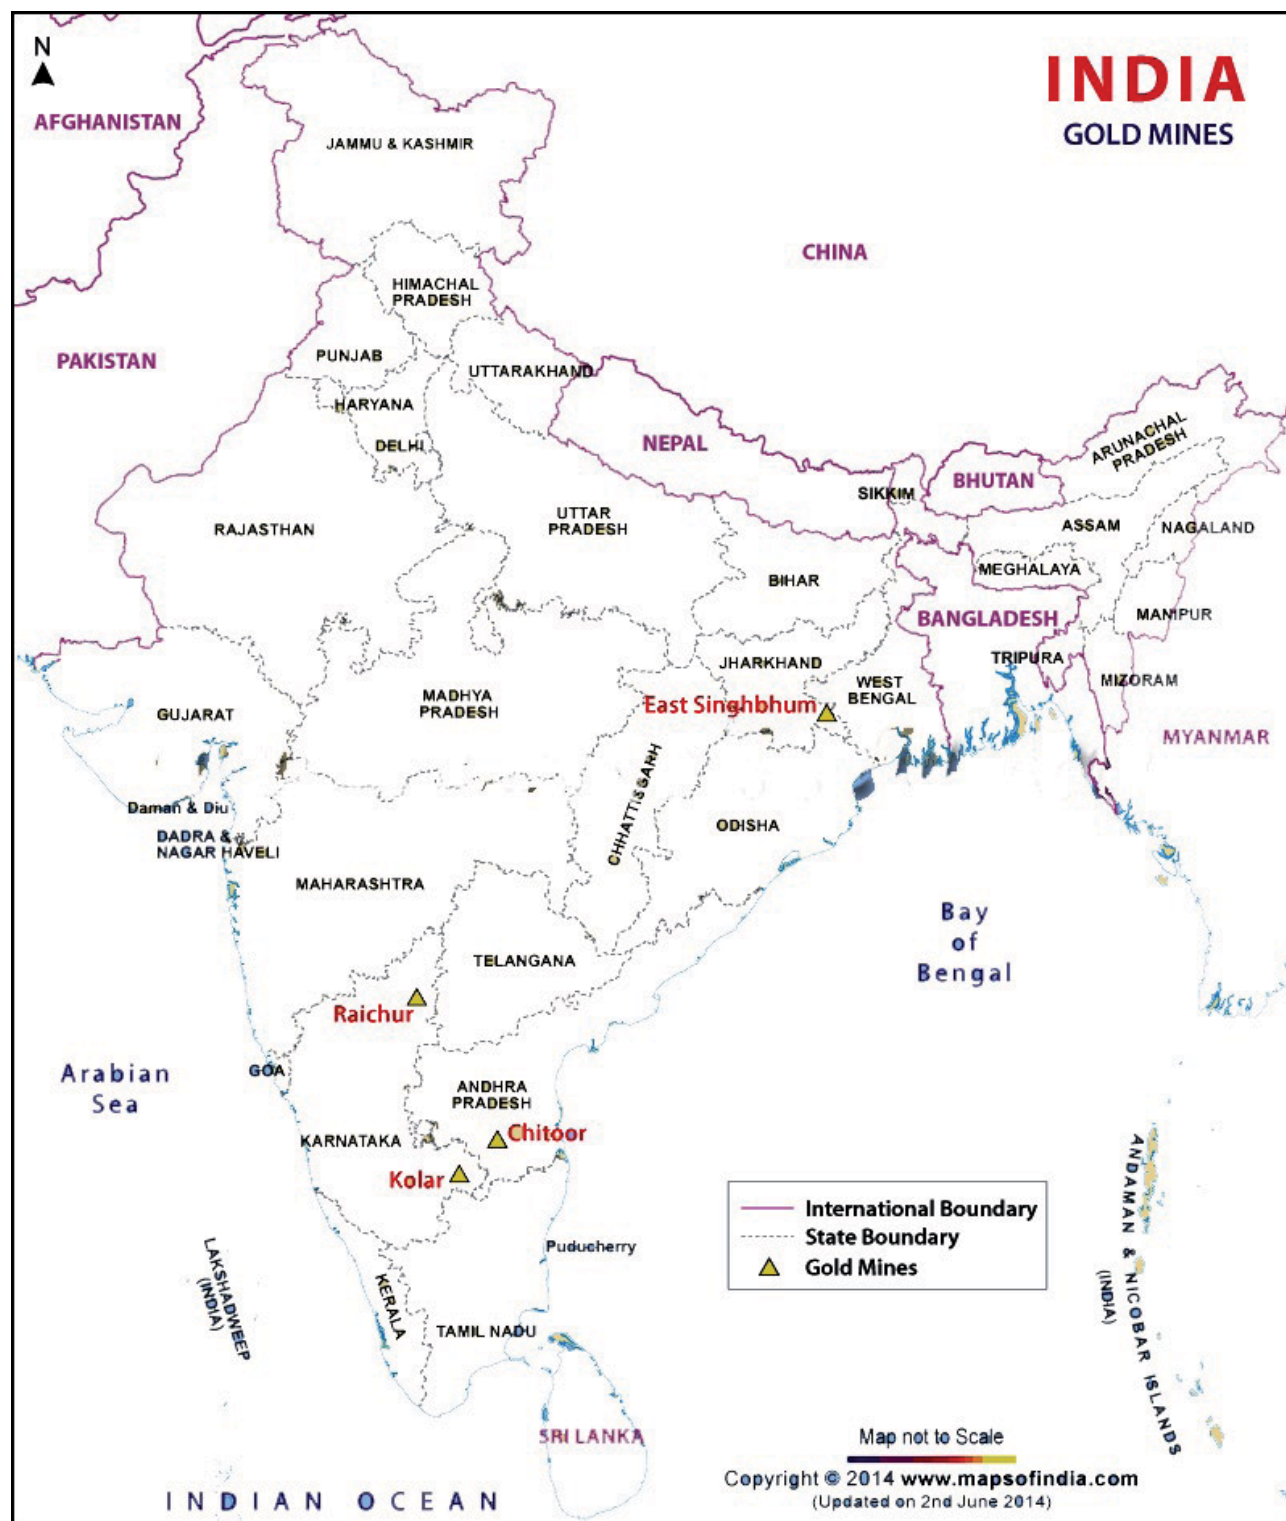 N
INDIA
GOLD MINES
AFGHANISTAN
JAMMU & KASHMIR
CHINA
HIMACHAL
PRADESH
PAKISTAN
PUNJAB
UTTARAKHAND
HARYANA
DELHI
NEPAL
ARUNACHAL
PRADESH
BHUTAN
SIKKIM
RAJASTHAN
UTTAR
PRADESH
ASSAM
NAGALAND
BIHAR
MEGHALAYA
BANGLADESH
MANIPUR
JHARKHAND
TRIPURA
WEST
BENGAL
MIZORAM
MADHYA
PRADESH
East Singhbhum
GUJARAT
MYANMAR
CHHATTISGARH
Daman & Diu
ODISHA
DADRA &
NAGAR HAVELI
MAHARASHTRA
Bay
of
Bengal
TELANGANA
Raichur
GOA
Arabian
Sea
ANDHRA
PRADESH
Chitoor
KARNATAKA
Kolar
ANDAMAN & NICOBAR ISLANDS
(INDIA)
International Boundary
State Boundary
Gold Mines
LAKSHADWEEP
(INDIA)
Puducherry
KERALA
TAMIL NADU
SRI LANKA
Map not to Scale
Copyright © 2014 www.mapsofindia.com
(Updated on 2nd June 2014)
INDIAN OCEAN